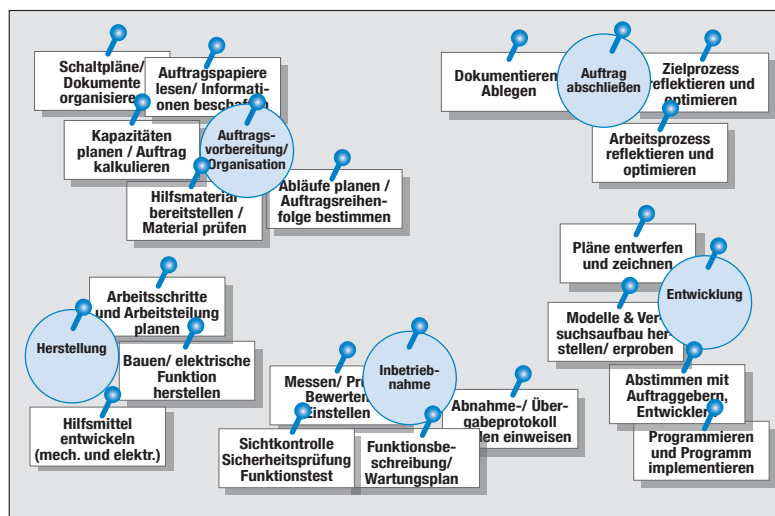 Schaltpläne/
Dokumente
organisieren
Auftragspapiere
lesen/ Informati-
onen beschaffen
Kapazitäten
planen / Auftrag
kalkulieren
Auftrags-
vorbereitung/
Organisation
Hilfsmaterial
bereitstellen /
Material prüfen
Abläufe planen /
Auftragsreihen-
folge bestimmen
Dokumentieren
Ablegen
Auftrag
abschließen
Zielprozess
reflektieren und
optimieren
Arbeitsprozess
reflektieren und
optimieren
Pläne entwerfen
und zeichnen
Entwicklung
Modelle & Ver-
suchsaufbau her-
stellen/ erproben
Abstimmen mit
Auftraggebern,
Entwicklern
Programmieren
und Programm
implementieren
Arbeitsschritte
und Arbeitsteilung
planen
Herstellung
Bauen/ elektrische
Funktion
herstellen
Hilfsmittel
entwickeln
(mech. und elektr.)
Messen/
Bewerten
Einstellen
Inbetrieb-
nahme
Abnahme-/ Über-
gabeprotokoll
einweisen
Sichtkontrolle
Sicherheitsprüfung
Funktionstest
Funktionsbe-
schreibung/
Wartungsplan